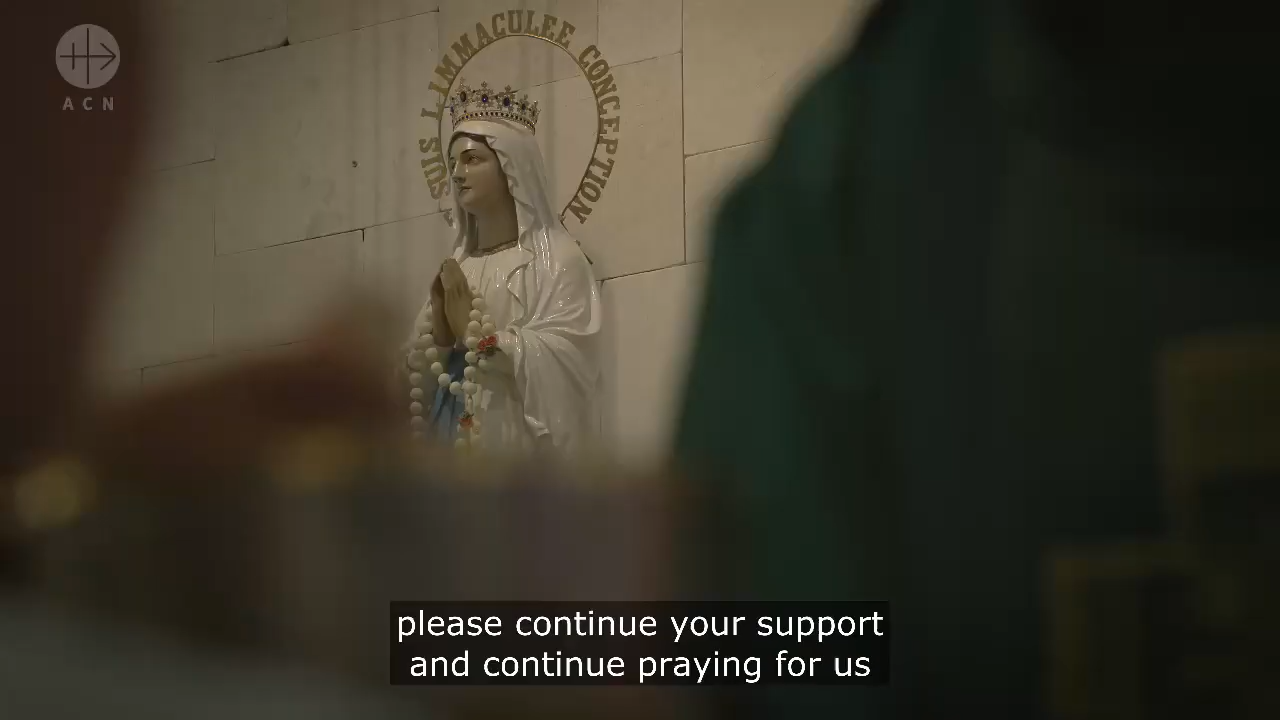 ACN
SUIS L IMMACULEE CONCEPTION
please continue your support
and continue praying for us